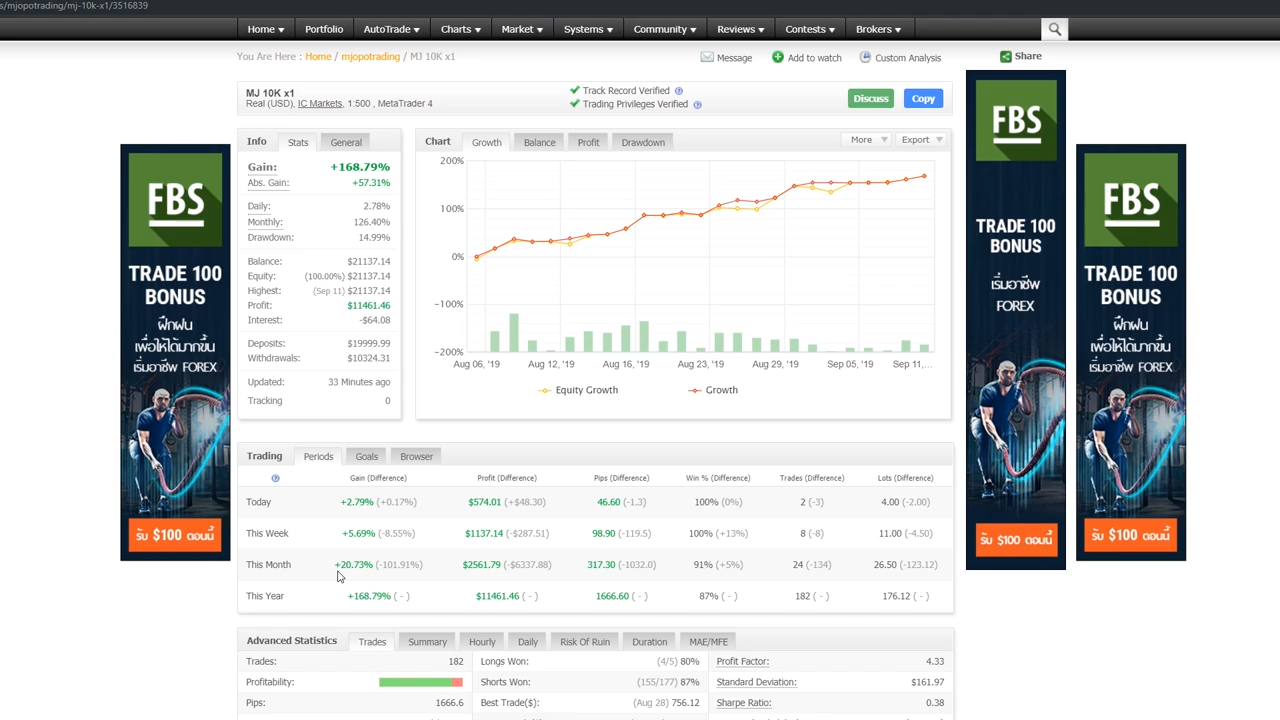 s/mjopotrading/mj-10k-x1/3516839
Home Portfolio AutoTrade Charts Market Systems Community Reviews Contests Brokers
You Are Here : Home / mjopotrading / MJ 10K x1 Message Add to watch Custom Analysis Share
MJ 10K x1
Real (USD), IC Markets, 1:500 , MetaTrader 4
Track Record Verified
Trading Privileges Verified
Discuss Copy
Info Stats General
Gain: +168.79%
Abs. Gain: +57.31%
Daily: 2.78%
Monthly: 126.40%
Drawdown: 14.99%
Balance: $21137.14
Equity: (100.00%) $21137.14
Highest: (Sep 11) $21137.14
Profit: $11461.46
Interest: -$64.08
Deposits: $19999.99
Withdrawals: $10324.31
Updated: 33 Minutes ago
Tracking 0
Chart Growth Balance Profit Drawdown More Export
200%
100%
0%
-100%
-200%
Aug 06, '19 Aug 12, '19 Aug 16, '19 Aug 23, '19 Aug 29, '19 Sep 05, '19 Sep 11,...
Equity Growth Growth
Trading Periods Goals Browser
Gain (Difference) Profit (Difference) Pips (Difference) Win % (Difference) Trades (Difference) Lots (Difference)
Today +2.79% (+0.17%) $574.01 (+$48.30) 46.60 (-1.3) 100% (0%) 2 (-3) 4.00 (-2.00)
This Week +5.69% (-8.55%) $1137.14 (-$287.51) 98.90 (-119.5) 100% (+13%) 8 (-8) 11.00 (-4.50)
This Month +20.73% (-101.91%) $2561.79 (-$6337.88) 317.30 (-1032.0) 91% (+5%) 24 (-134) 26.50 (-123.12)
This Year +168.79% ( - ) $11461.46 ( - ) 1666.60 ( - ) 87% ( - ) 182 ( - ) 176.12 ( - )
Advanced Statistics Trades Summary Hourly Daily Risk Of Ruin Duration MAE/MFE
Trades: 182
Profitability:
Pips: 1666.6
Longs Won: (4/5) 80%
Shorts Won: (155/177) 87%
Best Trade($): (Aug 28) 756.12
Profit Factor: 4.33
Standard Deviation: $161.97
Sharpe Ratio: 0.38
FBS
TRADE 100
BONUS
ฝึกฝน
เพื่อให้ได้มากขึ้น
เริ่มอาชีพ FOREX
รับ $100 ตอนนี้
FBS
TRADE 100
BONUS
เริ่มอาชีพ
FOREX
รับ $100 ตอนนี้
FBS
TRADE 100
BONUS
ฝึกฝน
เพื่อให้ได้มากขึ้น
เริ่มอาชีพ FOREX
รับ $100 ตอนนี้